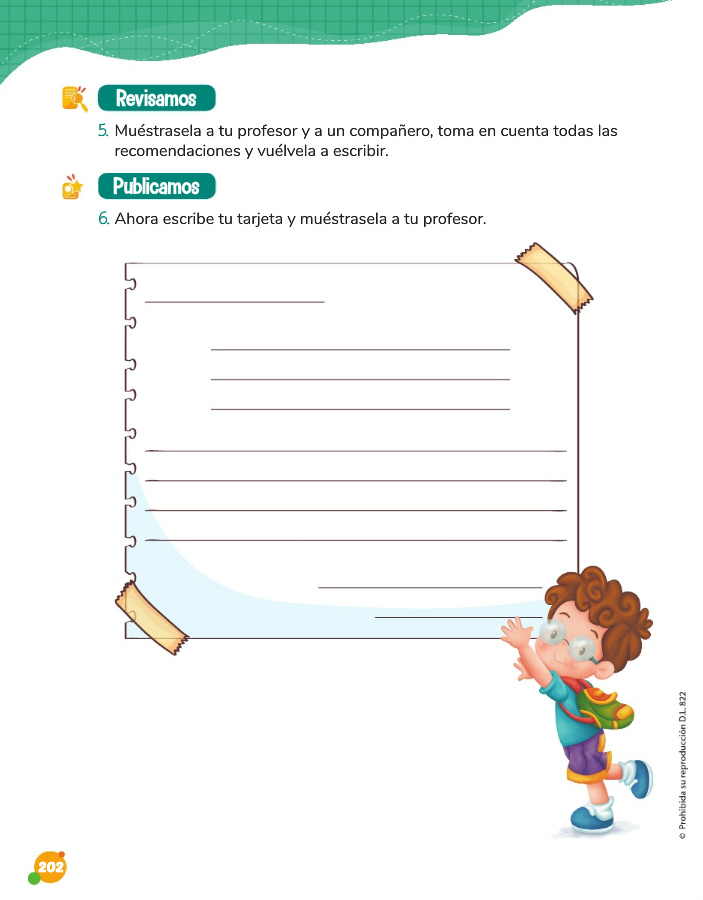 Revisamos
5. Muéstrasela a tu profesor y a un compañero, toma en cuenta todas las
recomendaciones y vuélvela a escribir.
Publicamos
6. Ahora escribe tu tarjeta y muéstrasela a tu profesor.
© Prohibida su reproducción D.L. 822
202